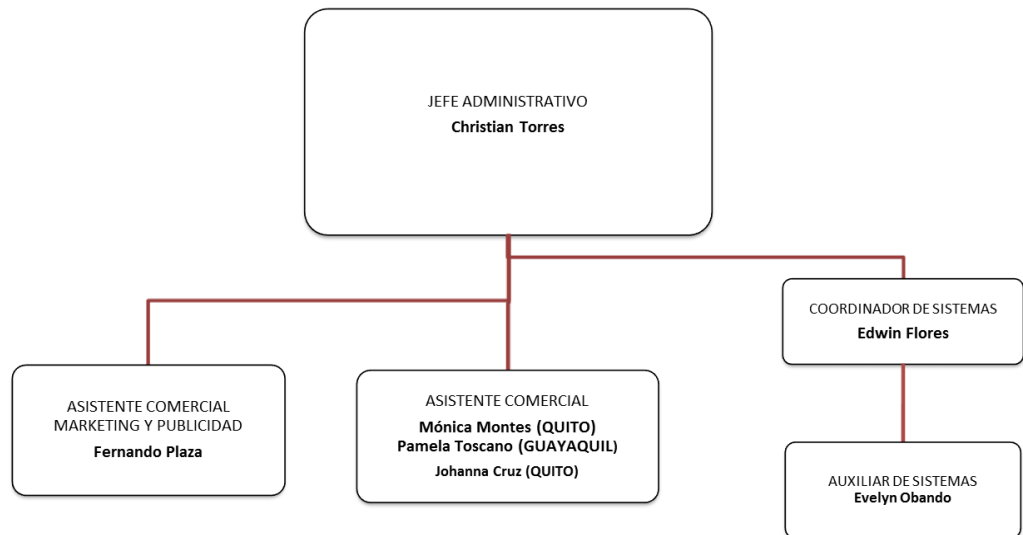 JEFE ADMINISTRATIVO
Christian Torres
COORDINADOR DE SISTEMAS
Edwin Flores
ASISTENTE COMERCIAL
MARKETING Y PUBLICIDAD
Fernando Plaza
ASISTENTE COMERCIAL
Mónica Montes (QUITO)
Pamela Toscano (GUAYAQUIL)
Johanna Cruz (QUITO)
AUXILIAR DE SISTEMAS
Evelyn Obando